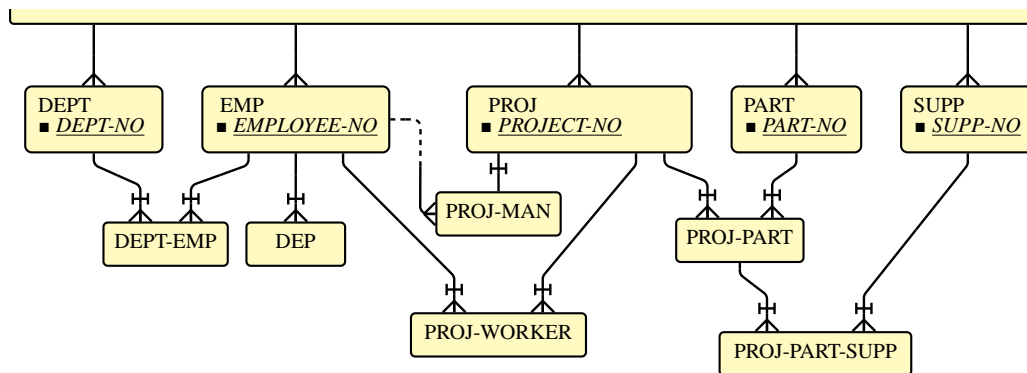 DEPT
■ DEPT-NO
EMP
■ EMPLOYEE-NO
PROJ
■ PROJECT-NO
PART
■ PART-NO
SUPP
■ SUPP-NO
PROJ-MAN
DEPT-EMP
DEP
PROJ-PART
PROJ-WORKER
PROJ-PART-SUPP